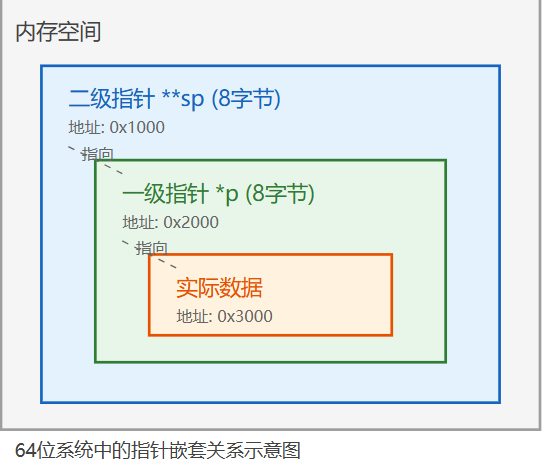 内存空间
二级指针 **sp (8字节)
地址: 0x1000
指向
一级指针 *p (8字节)
地址: 0x2000
指向
实际数据
地址: 0x3000
64位系统中的指针嵌套关系示意图